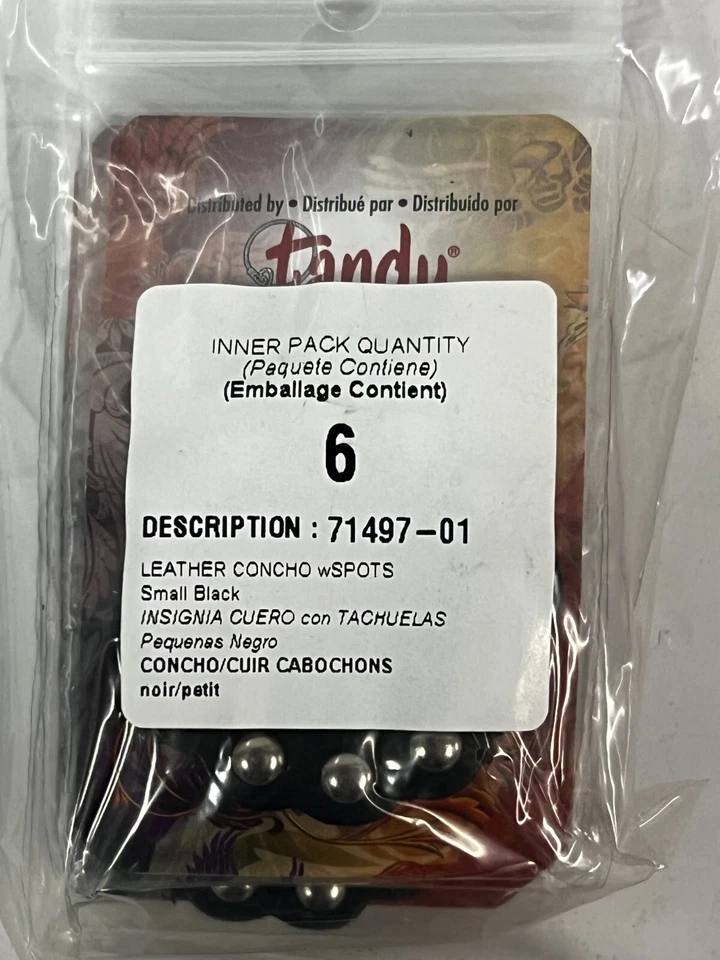 Distributed by • Distribué par • Distribuido por
tandy®
INNER PACK QUANTITY
(Paquete Contiene)
(Emballage Contient)
6
DESCRIPTION : 71497-01
LEATHER CONCHO wSPOTS
Small Black
INSIGNIA CUERO con TACHUELAS
Pequenas Negro
CONCHO/CUIR CABOCHONS
noir/petit